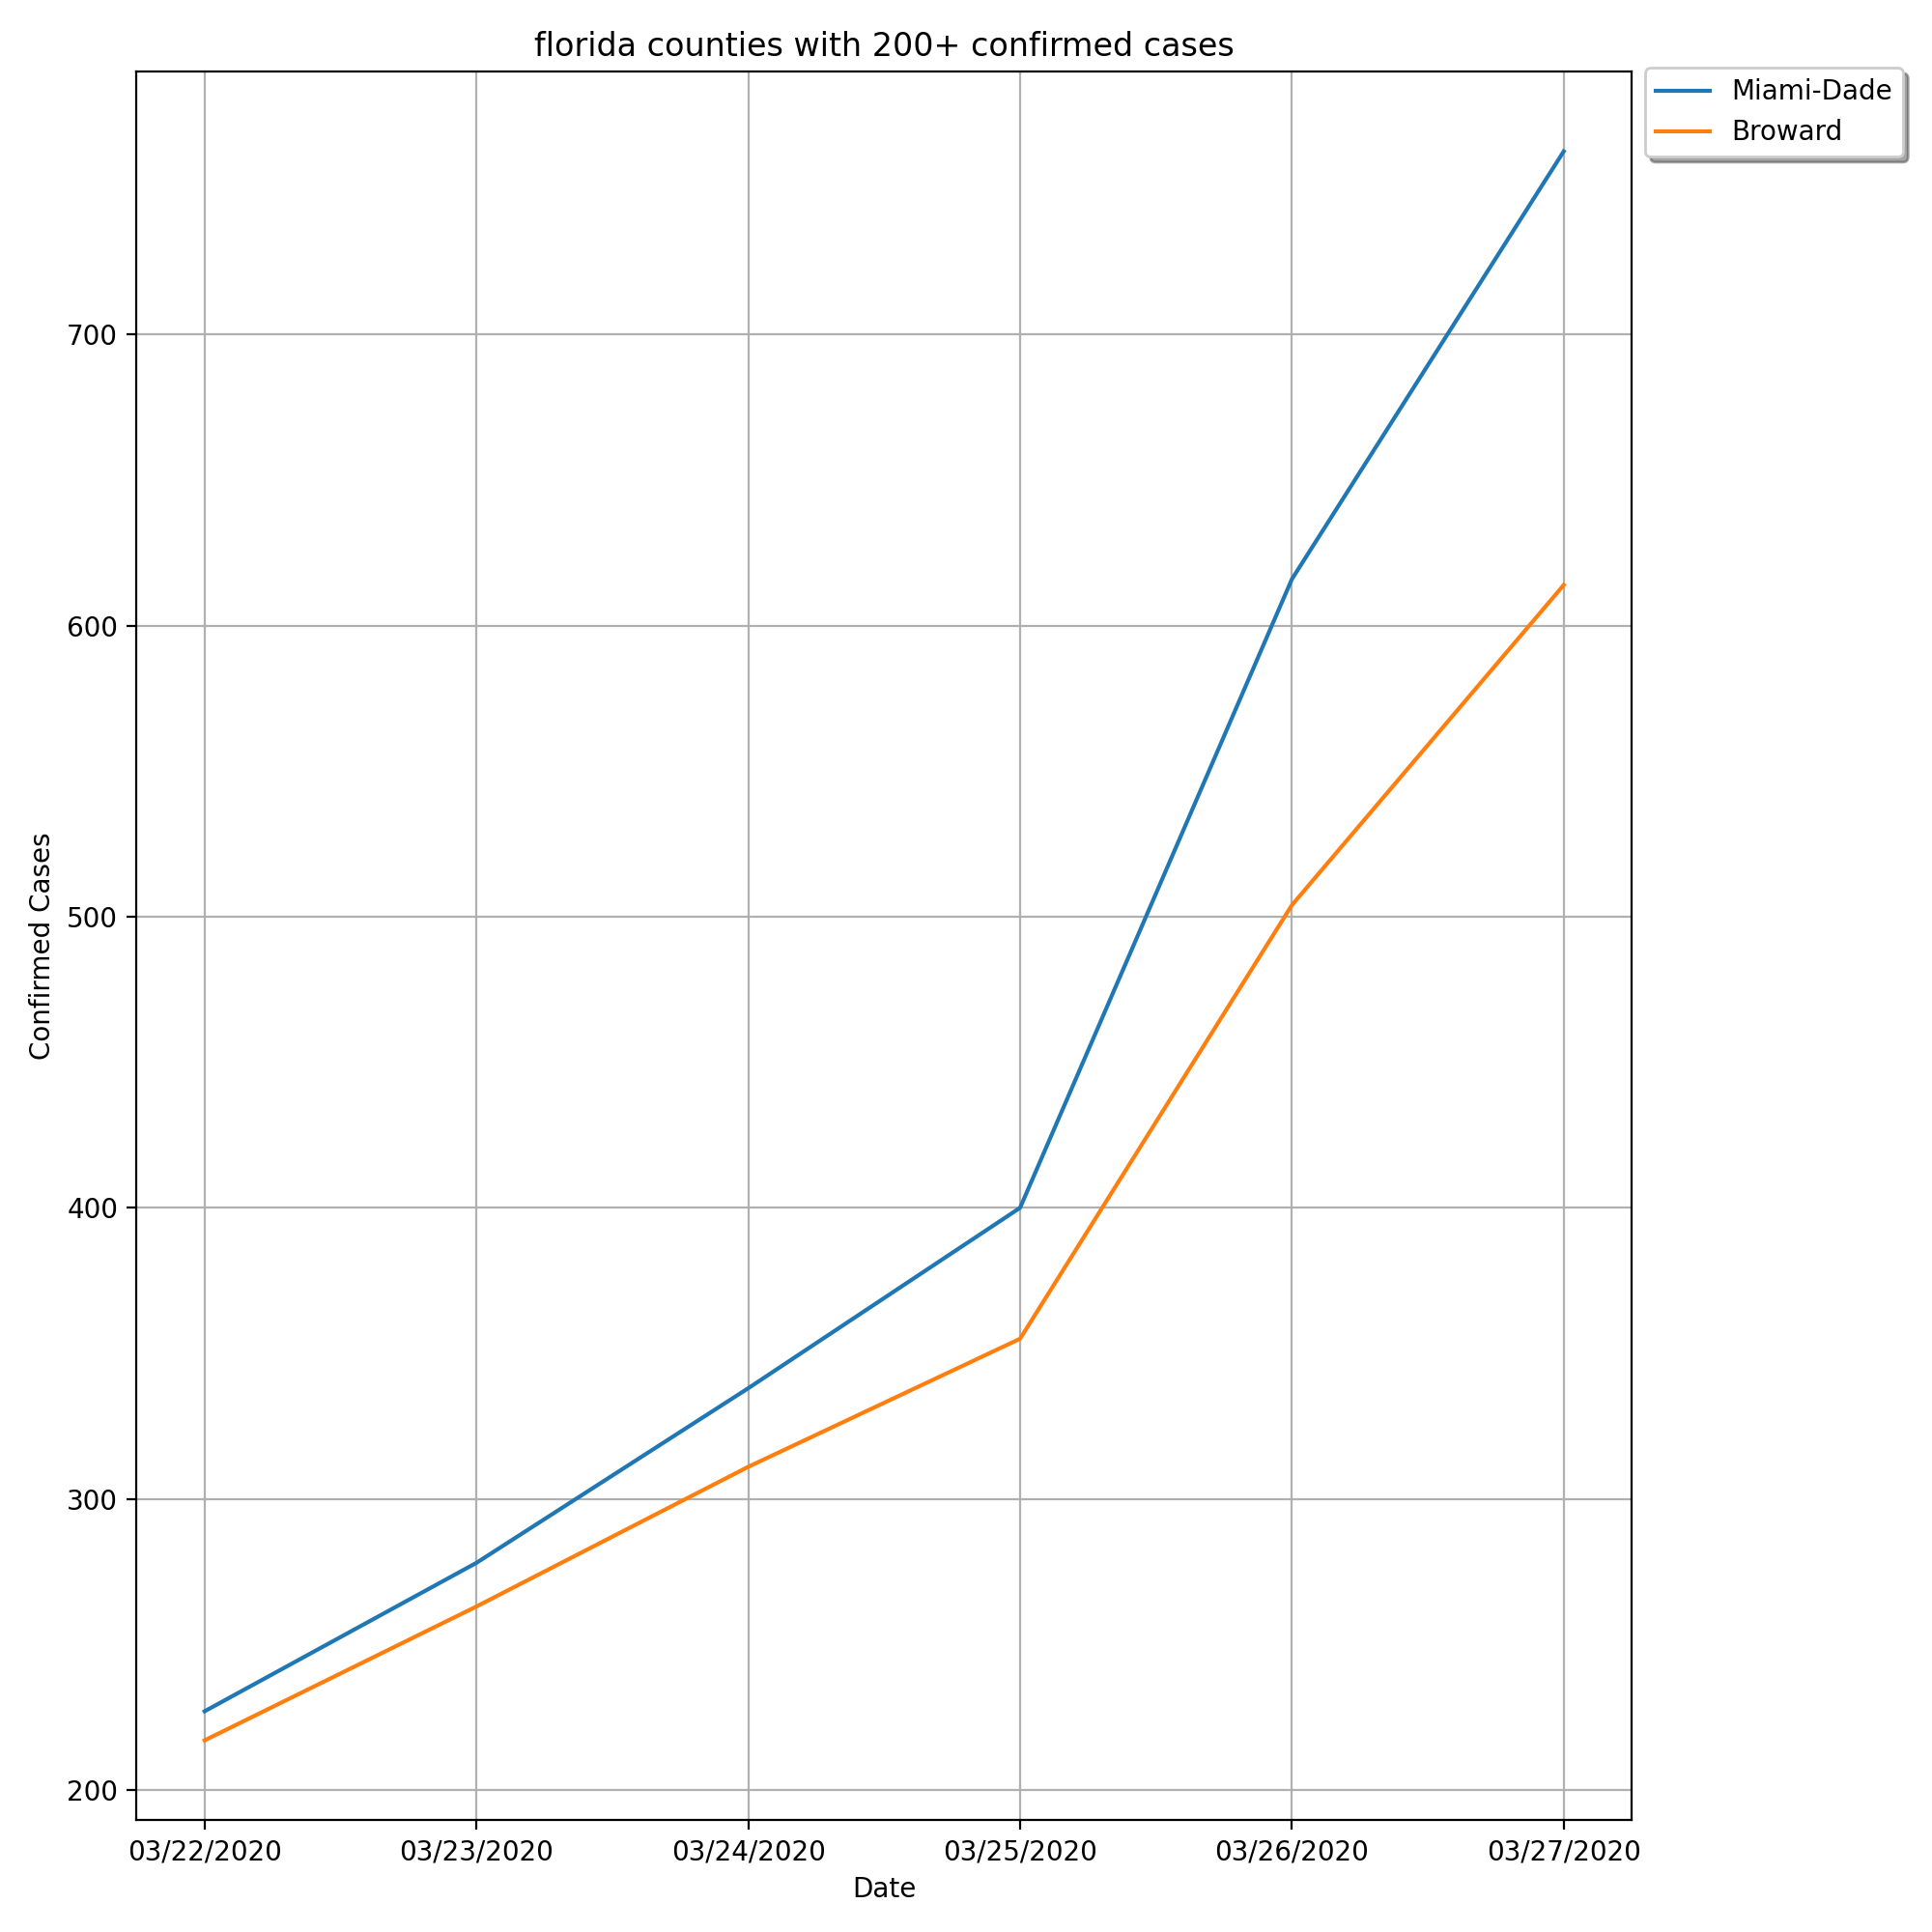 florida counties with 200+ confirmed cases
Miami-Dade
Broward
Confirmed Cases
700
600
500
400
300
200
03/22/2020 03/23/2020 03/24/2020 03/25/2020 03/26/2020 03/27/2020
Date